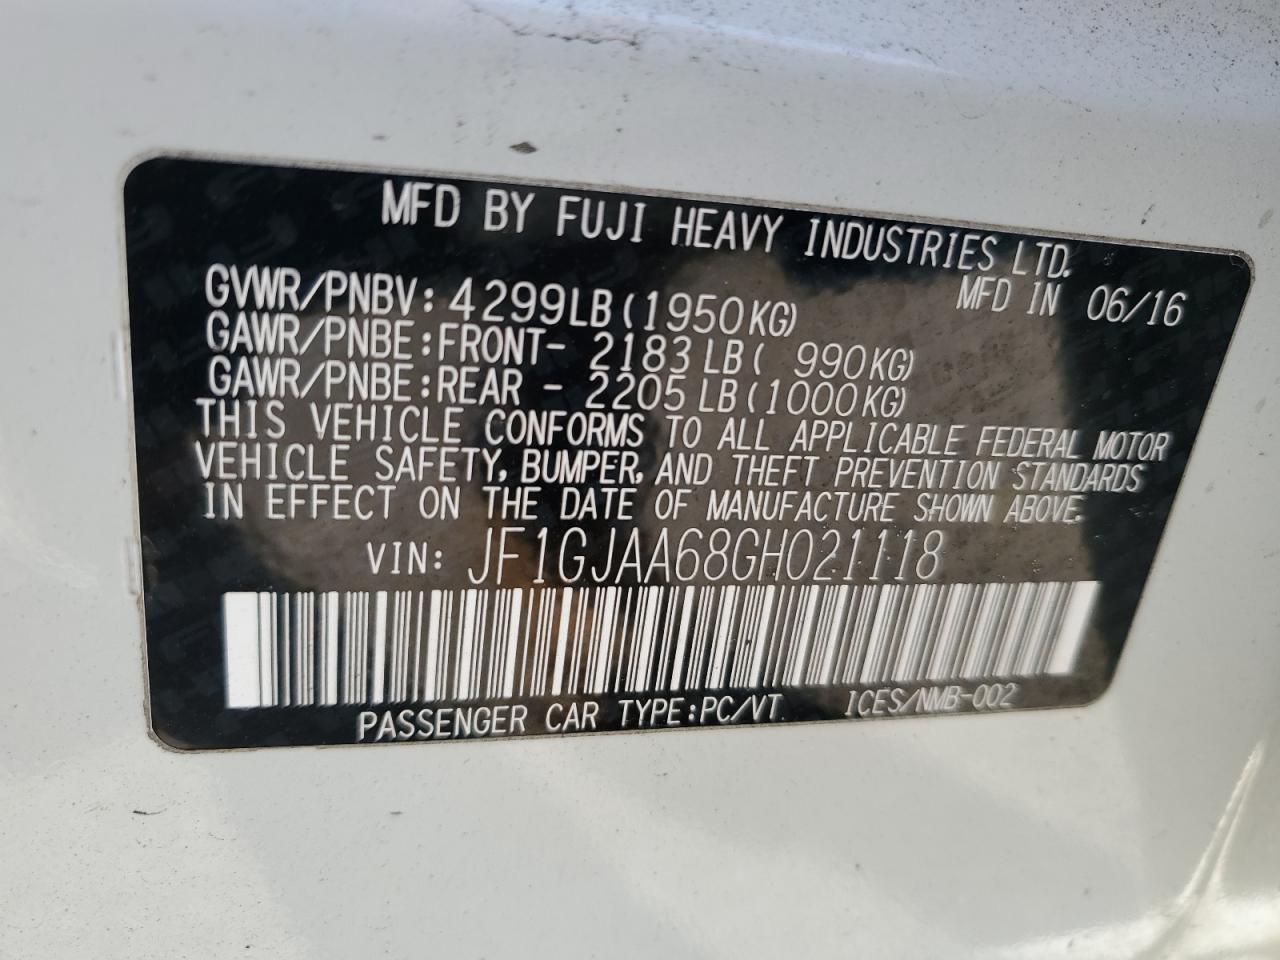 MFD BY FUJI HEAVY INDUSTRIES LTD.
MFD IN 06/16
GVWR/PNBV: 4299LB (1950KG)
GAWR/PNBE:FRONT- 2183 LB( 990KG)
GAWR/PNBE:REAR - 2205 LB(1000KG)
THIS VEHICLE CONFORMS TO ALL APPLICABLE FEDERAL MOTOR
VEHICLE SAFETY, BUMPER, AND THEFT PREVENTION STANDARDS
IN EFFECT ON THE DATE OF MANUFACTURE SHOWN ABOVE.
VIN: JF1GJAA68GH021118
PASSENGER CAR TYPE:PC/VT ICES/NMB-002